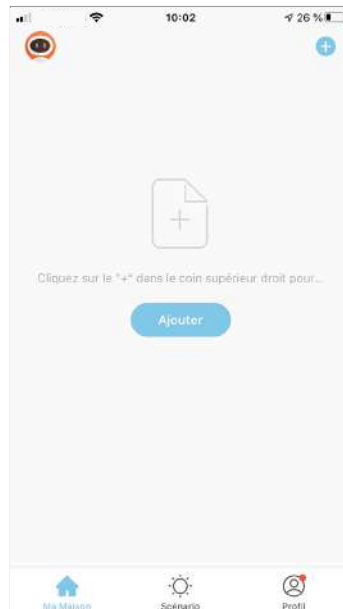 10:02
26 %
Cliquez sur le "+" dans le coin supérieur droit pour...
Ajouter
Ma Maison
Scénario
Profil